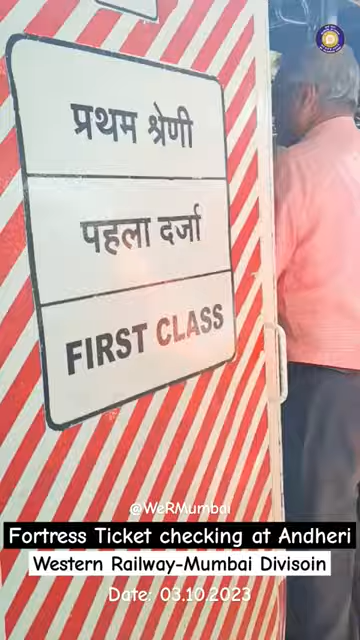 प्रथम श्रेणी
पहला दर्जा
FIRST CLASS
@WeRMumbai
Fortress Ticket checking at Andheri
Western Railway-Mumbai Divisoin
Date: 03.10.2023